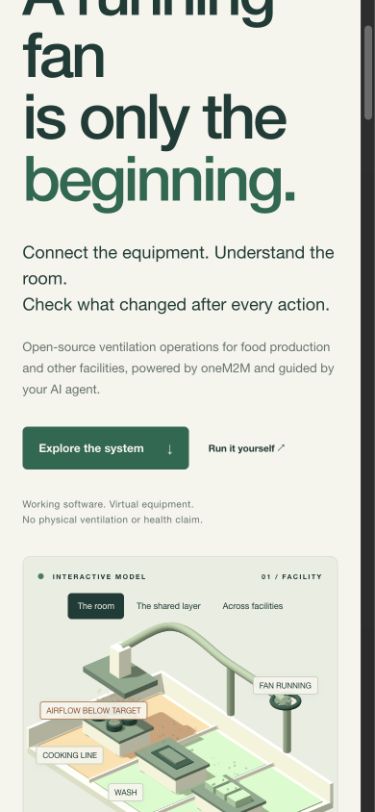 A running
fan
is only the
beginning.
Connect the equipment. Understand the
room.
Check what changed after every action.
Open-source ventilation operations for food production
and other facilities, powered by oneM2M and guided by
your AI agent.
Explore the system ↓
Run it yourself ↗
Working software. Virtual equipment.
No physical ventilation or health claim.
INTERACTIVE MODEL
01 / FACILITY
The room
The shared layer
Across facilities
FAN RUNNING
AIRFLOW BELOW TARGET
COOKING LINE
WASH